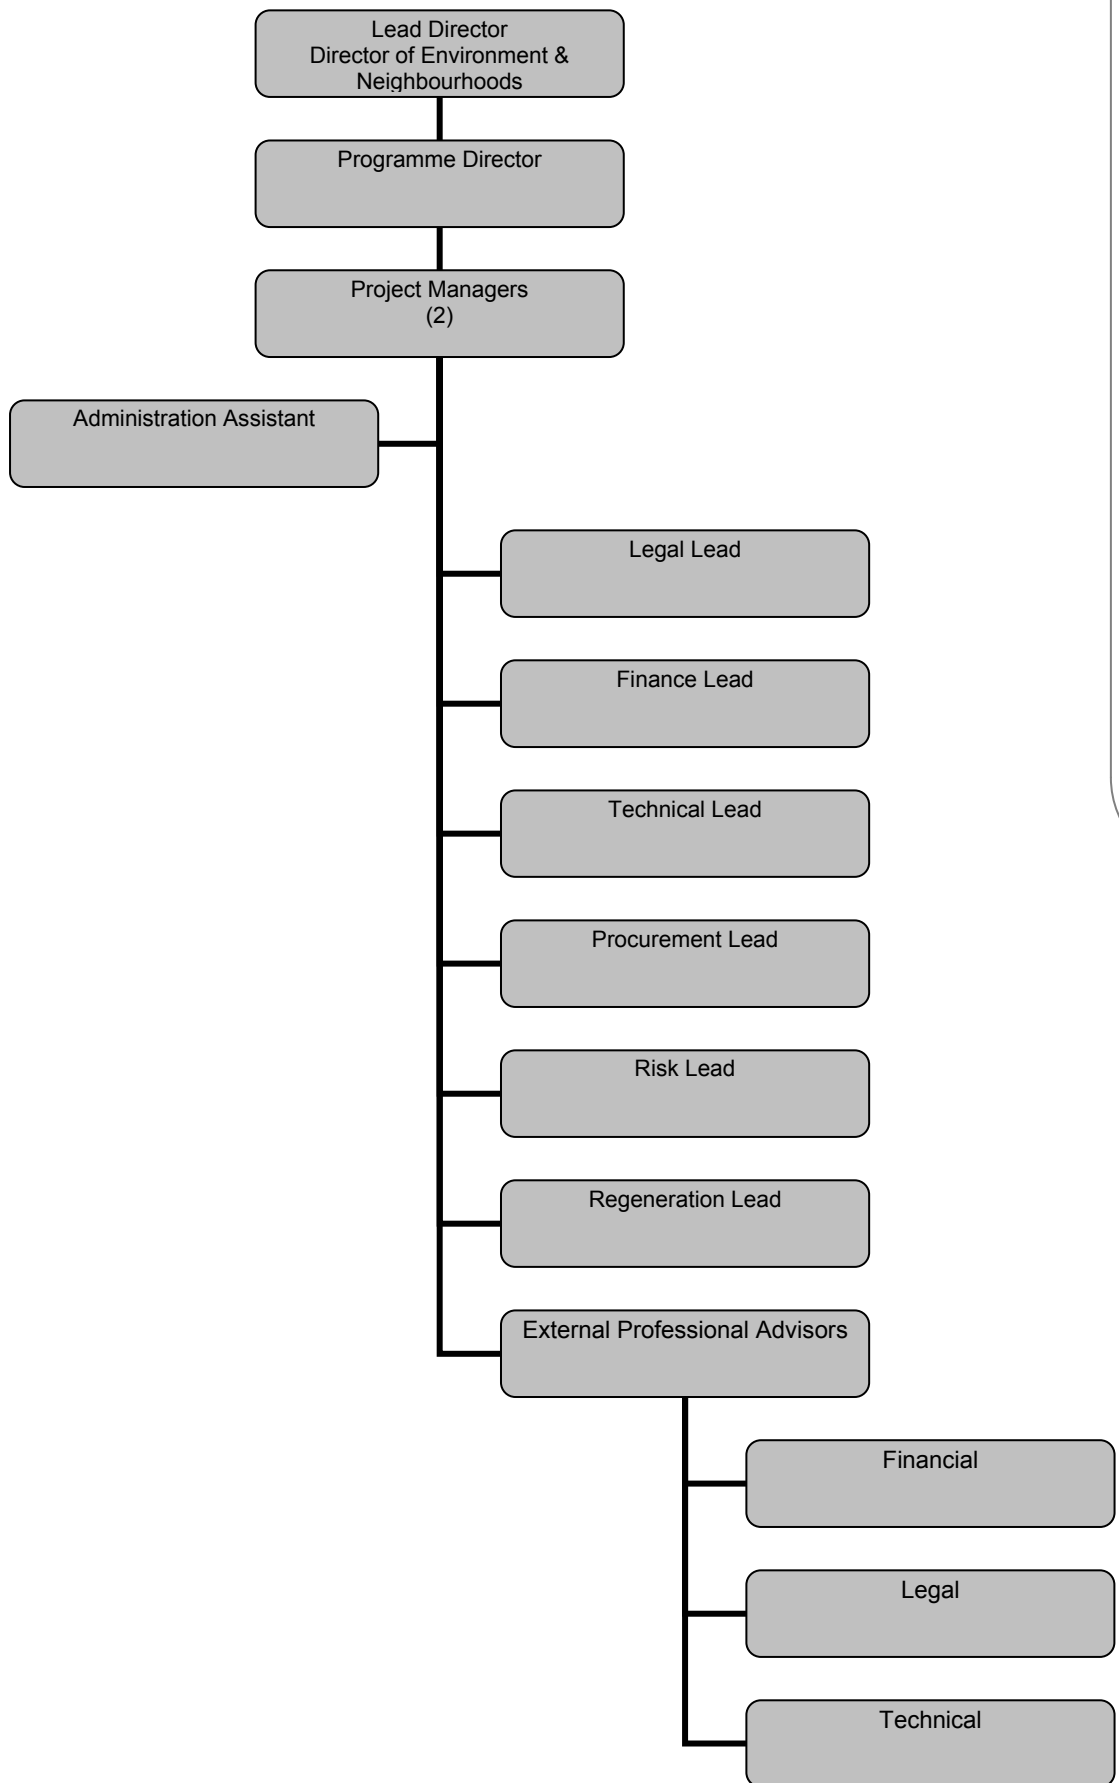 Lead Director
Director of Environment &
Neighbourhoods
Programme Director
Project Managers
(2)
Administration Assistant
Legal Lead
Finance Lead
Technical Lead
Procurement Lead
Risk Lead
Regeneration Lead
External Professional Advisors
Financial
Legal
Technical